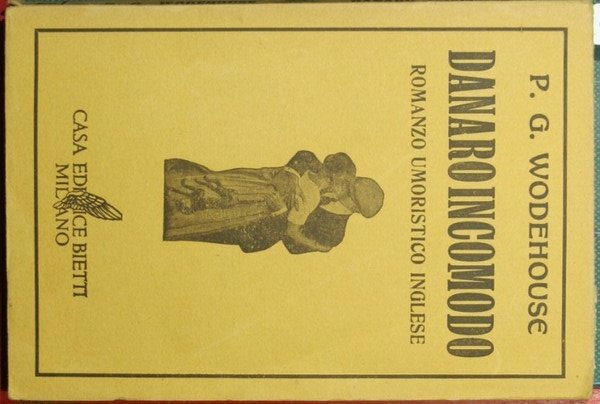 P. G. WODEHOUSE
DANARO INCOMODO
ROMANZO UMORISTICO INGLESE
CASA EDITRICE BIETTI
MILANO